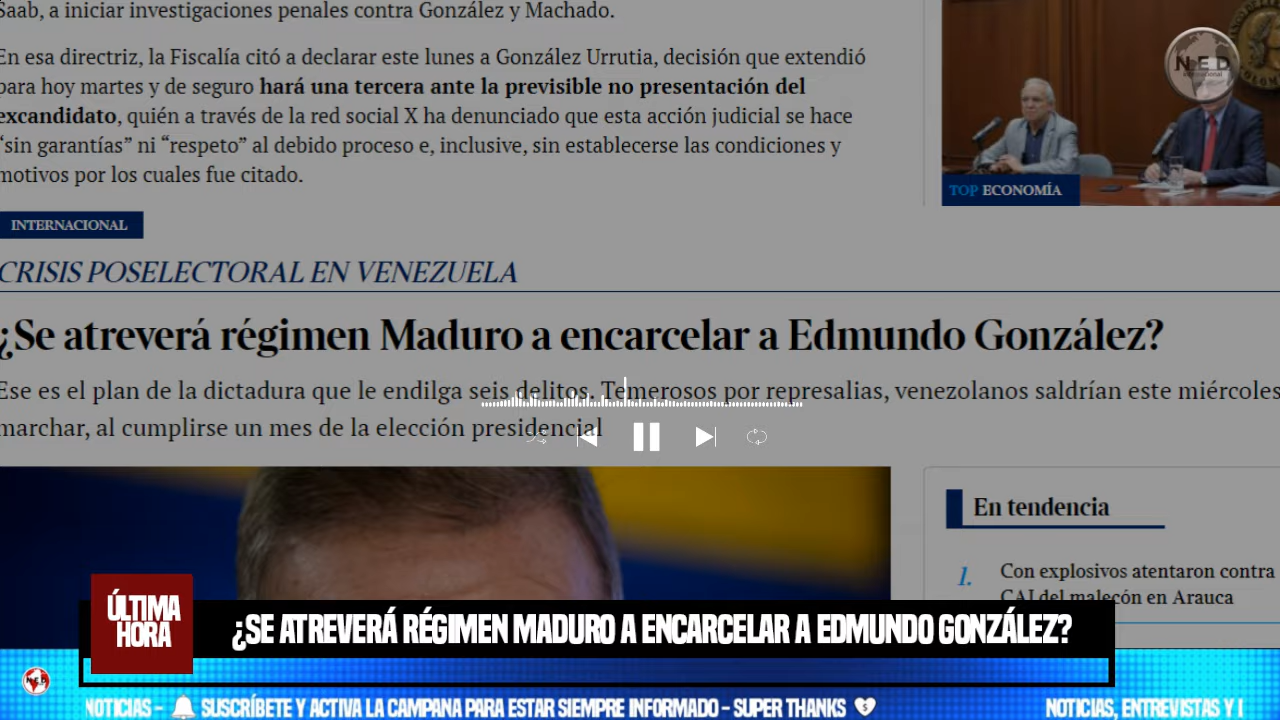 Saab, a iniciar investigaciones penales contra González y Machado.
En esa directriz, la Fiscalía citó a declarar este lunes a González Urrutia, decisión que extendió
para hoy martes y de seguro hará una tercera ante la previsible no presentación del
excandidato, quién a través de la red social X ha denunciado que esta acción judicial se hace
“sin garantías” ni “respeto” al debido proceso e, inclusive, sin establecerse las condiciones y
motivos por los cuales fue citado.
NED
TOP ECONOMÍA
INTERNACIONAL
CRISIS POSELECTORAL EN VENEZUELA
¿Se atreverá régimen Maduro a encarcelar a Edmundo González?
Ese es el plan de la dictadura que le endilga seis delitos. Temerosos por represalias, venezolanos saldrían este miércoles
marchar, al cumplirse un mes de la elección presidencial
En tendencia
1. Con explosivos atentaron contra
CAI del malecón en Arauca
ÚLTIMA
HORA
¿SE ATREVERÁ RÉGIMEN MADURO A ENCARCELAR A EDMUNDO GONZÁLEZ?
NED
NOTICIAS - SUSCRÍBETE Y ACTIVA LA CAMPANA PARA ESTAR SIEMPRE INFORMADO - SUPER THANKS NOTICIAS, ENTREVISTAS Y